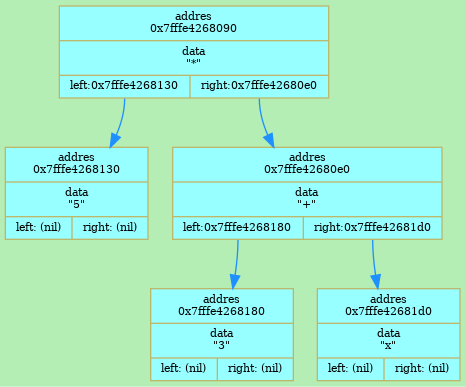 addres
0x7fffe4268090
data
"*"
left:0x7fffe4268130 right:0x7fffe42680e0
addres
0x7fffe4268130
data
"5"
left: (nil) right: (nil)
addres
0x7fffe42680e0
data
"+"
left:0x7fffe4268180 right:0x7fffe42681d0
addres
0x7fffe4268180
data
"3"
left: (nil) right: (nil)
addres
0x7fffe42681d0
data
"x"
left: (nil) right: (nil)